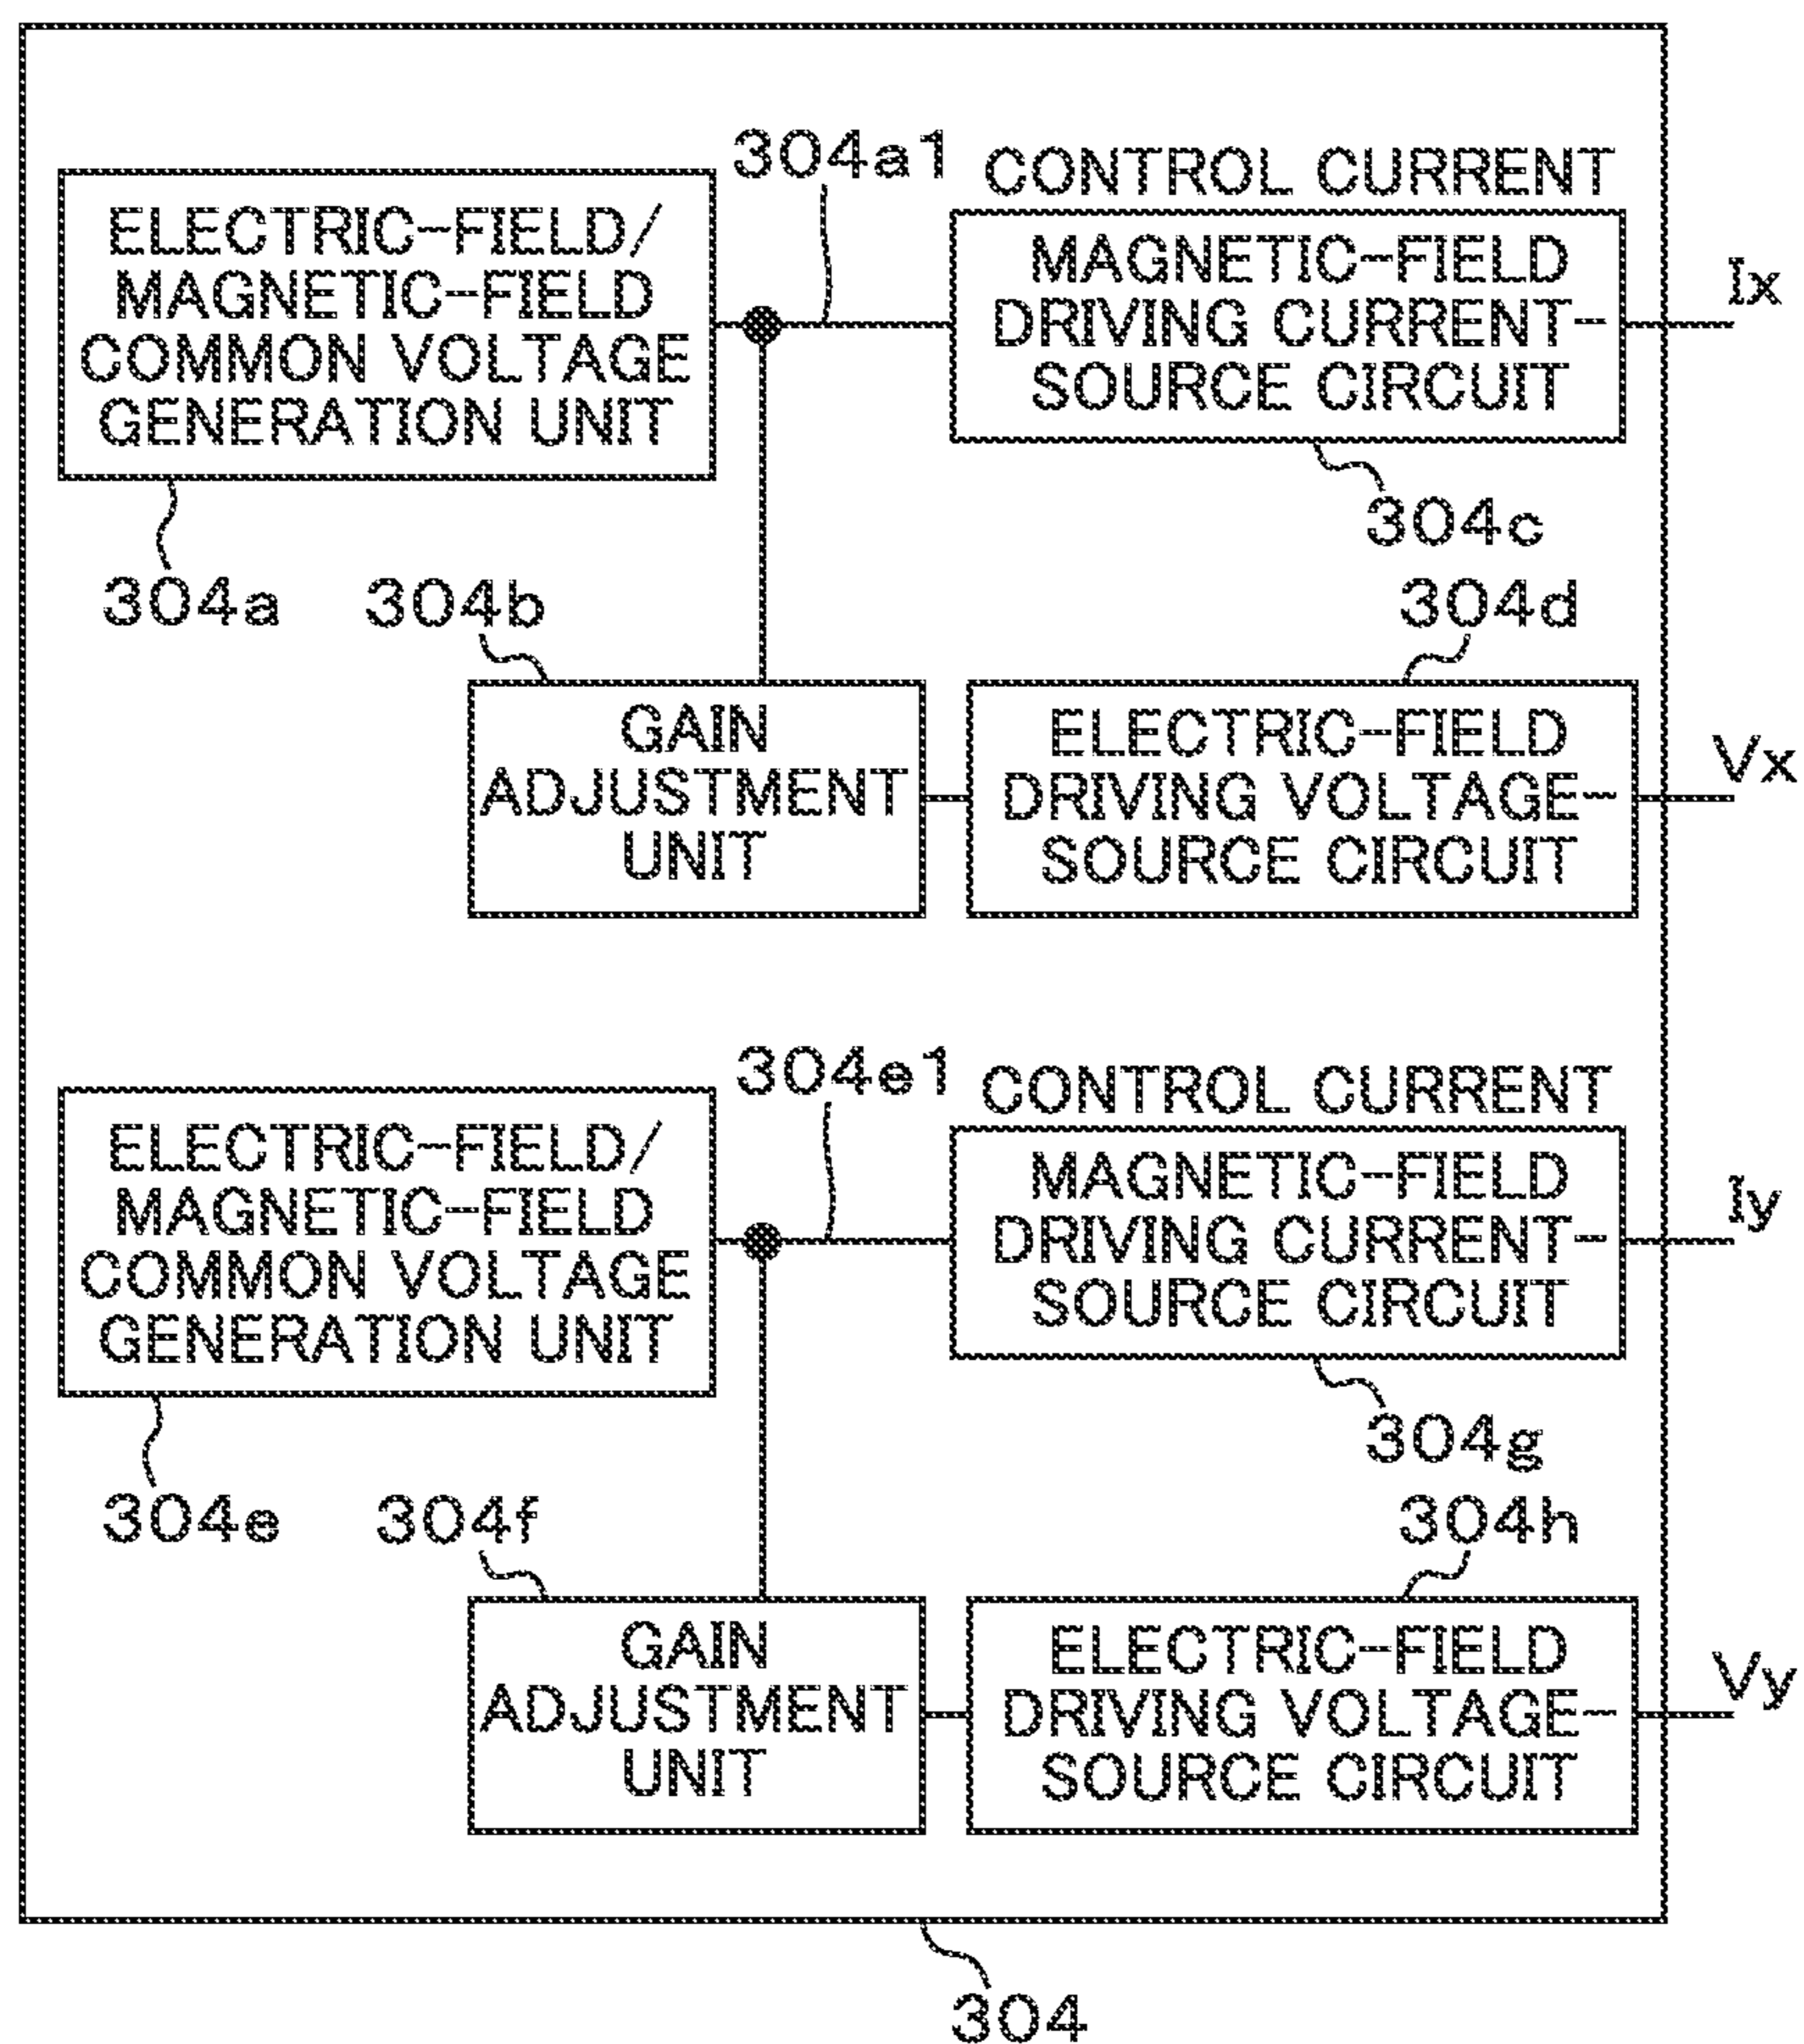 304a1
CONTROL CURRENT
ELECTRIC-FIELD/
MAGNETIC-FIELD
COMMON VOLTAGE
GENERATION UNIT
MAGNETIC-FIELD
DRIVING CURRENT-
SOURCE CIRCUIT
Ix
304c
304a
304b
304d
GAIN
ADJUSTMENT
UNIT
ELECTRIC-FIELD
DRIVING VOLTAGE-
SOURCE CIRCUIT
Vx
304e1
CONTROL CURRENT
ELECTRIC-FIELD/
MAGNETIC-FIELD
COMMON VOLTAGE
GENERATION UNIT
MAGNETIC-FIELD
DRIVING CURRENT-
SOURCE CIRCUIT
Iy
304g
304e
304f
304h
GAIN
ADJUSTMENT
UNIT
ELECTRIC-FIELD
DRIVING VOLTAGE-
SOURCE CIRCUIT
Vy
304